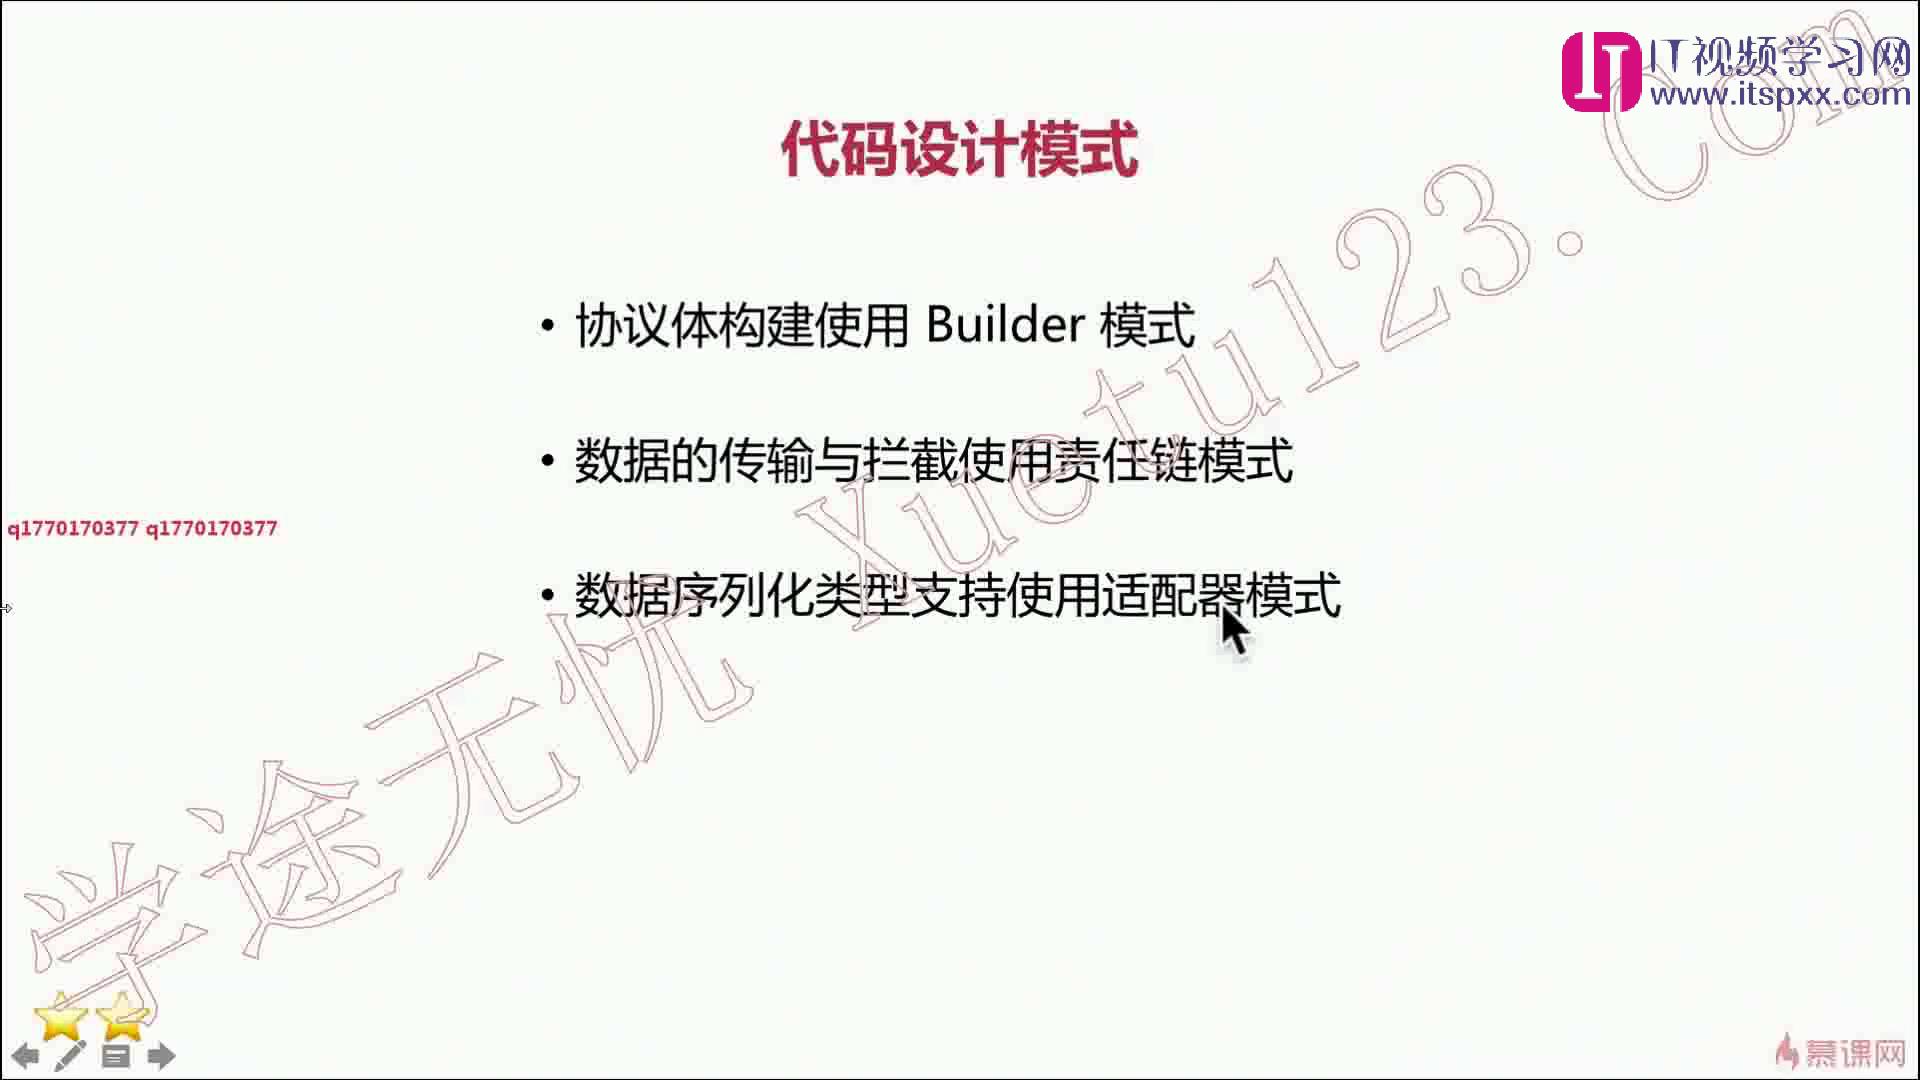 IT视频学习网
www.itspxx.com
代码设计模式
• 协议体构建使用 Builder 模式
• 数据的传输与拦截使用责任链模式
q1770170377 q1770170377
• 数据序列化类型支持使用适配器模式
学途无忧 Xuetu123.Com
慕课网